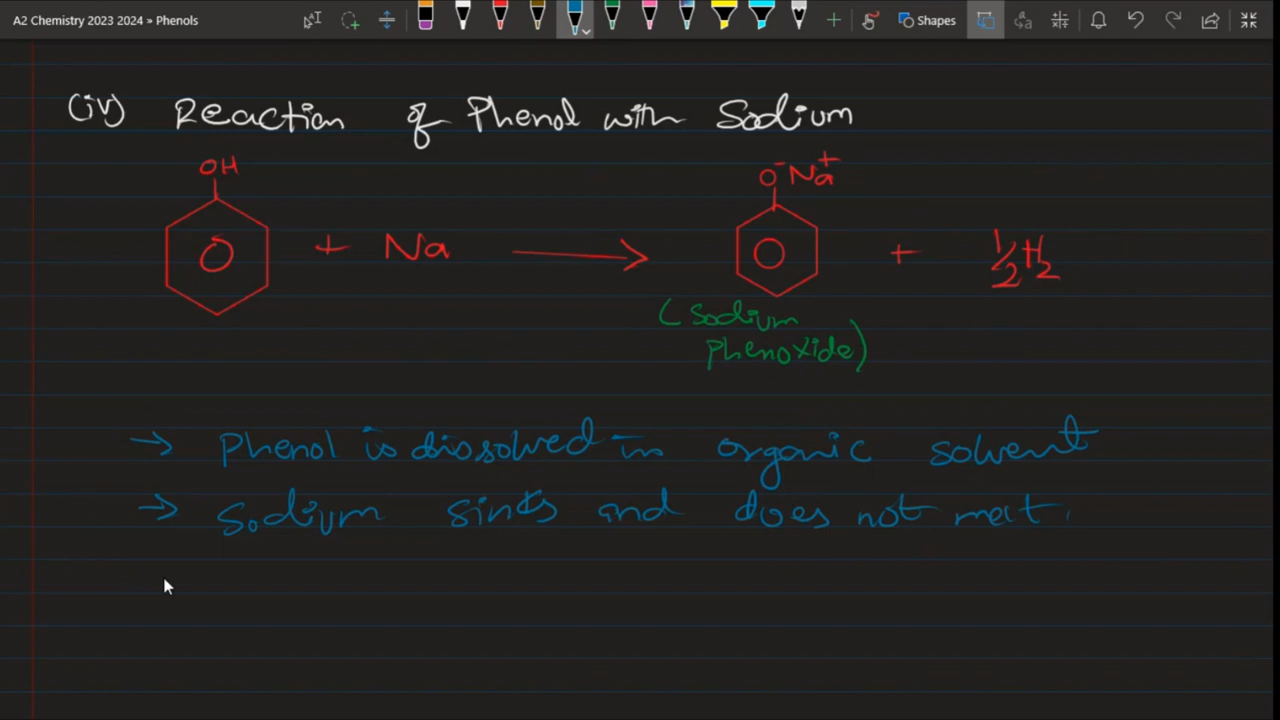 A2 Chemistry 2023 2024 » Phenols
Shapes
(iv) Reaction of Phenol with Sodium
OH
O⁻Na⁺
+ Na → + ½H₂
(Sodium
phenoxide)
→ Phenol is dissolved in organic solvent
→ Sodium sinks and does not melt.